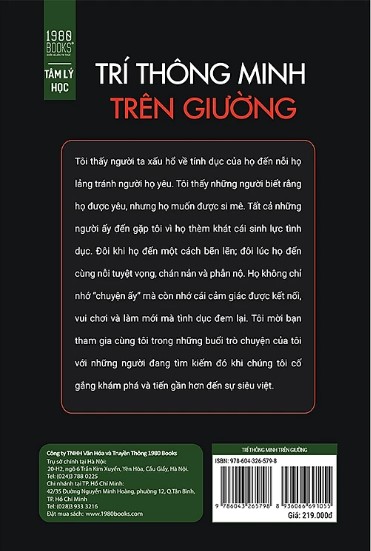 1980
BOOKS
TÂM LÝ
HỌC
TRÍ THÔNG MINH
TRÊN GIƯỜNG
Tôi thấy người ta xấu hổ về tính dục của họ đến nỗi họ
lảng tránh người họ yêu. Tôi thấy những người biết rằng
họ được yêu, nhưng họ muốn được si mê. Tất cả những
người ấy đến gặp tôi vì họ thèm khát cái sinh lực tình
dục. Đôi khi họ đến một cách bẽn lẽn; đôi lúc họ đến
cùng nỗi tuyệt vọng, chán nản và phẫn nộ. Họ không chỉ
nhớ "chuyện ấy" mà còn nhớ cái cảm giác được kết nối,
vui chơi và làm mới mà tình dục đem lại. Tôi mời bạn
tham gia cùng tôi trong những buổi trò chuyện của tôi
với những người đang tìm kiếm đó khi chúng tôi cố
gắng khám phá và tiến gần hơn đến sự siêu việt.
Công ty TNHH Văn Hóa và Truyền Thông 1980 Books
Trụ sở chính tại Hà Nội:
20-H2, ngõ 6 Trần Kim Xuyến, Yên Hòa, Cầu Giấy, Hà Nội.
Tel: (024)3 788 0225
Chi nhánh tại TP. Hồ Chí Minh:
42/35 Đường Nguyễn Minh Hoàng, phường 12, Q.Tân Bình,
TP. Hồ Chí Minh
Tel: (028)3 933 3216
Đặt mua sách: www.1980books.com
TRÍ THÔNG MINH TRÊN GIƯỜNG
ISBN: 978-604-326-579-8
9 786043 265798
8 936066 691055
Giá: 219.000đ